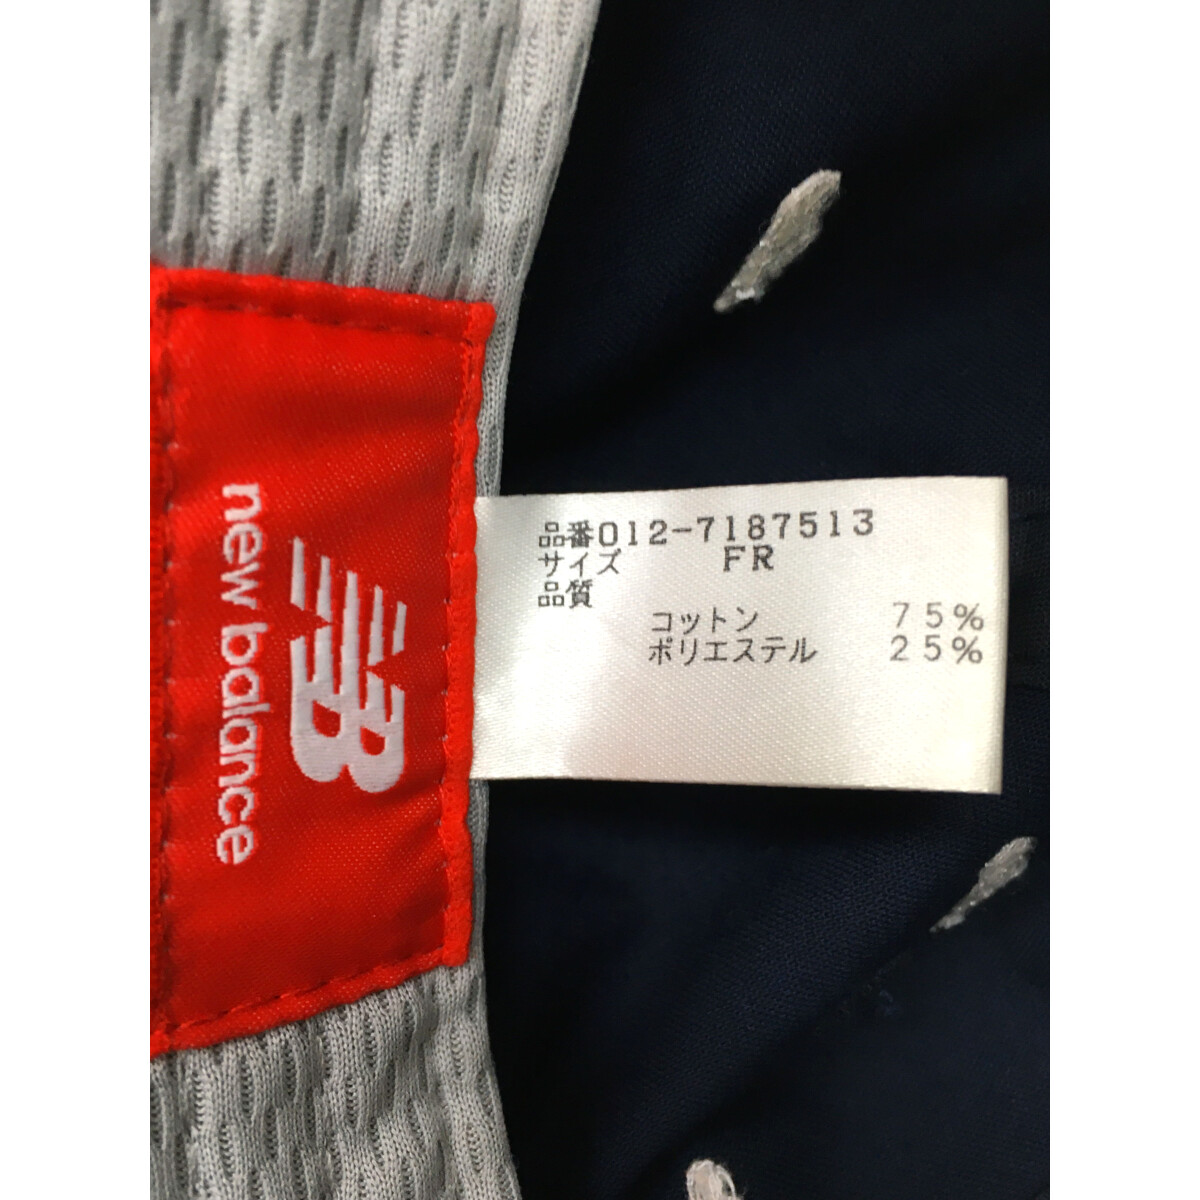 new balance
NB
品番012-7187513
サイズ FR
品質
コットン 75%
ポリエステル 25%